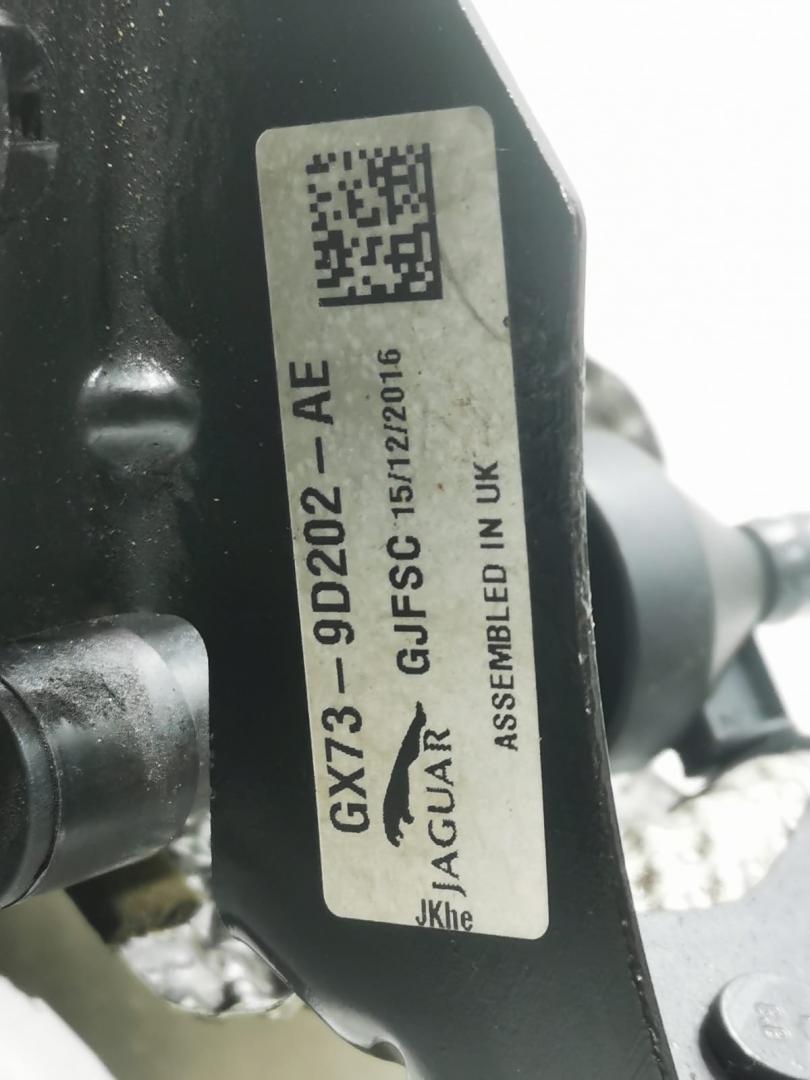 GX73-9D202-AE
GJFSC 15/12/2016
JAGUAR
ASSEMBLED IN UK
JKhe